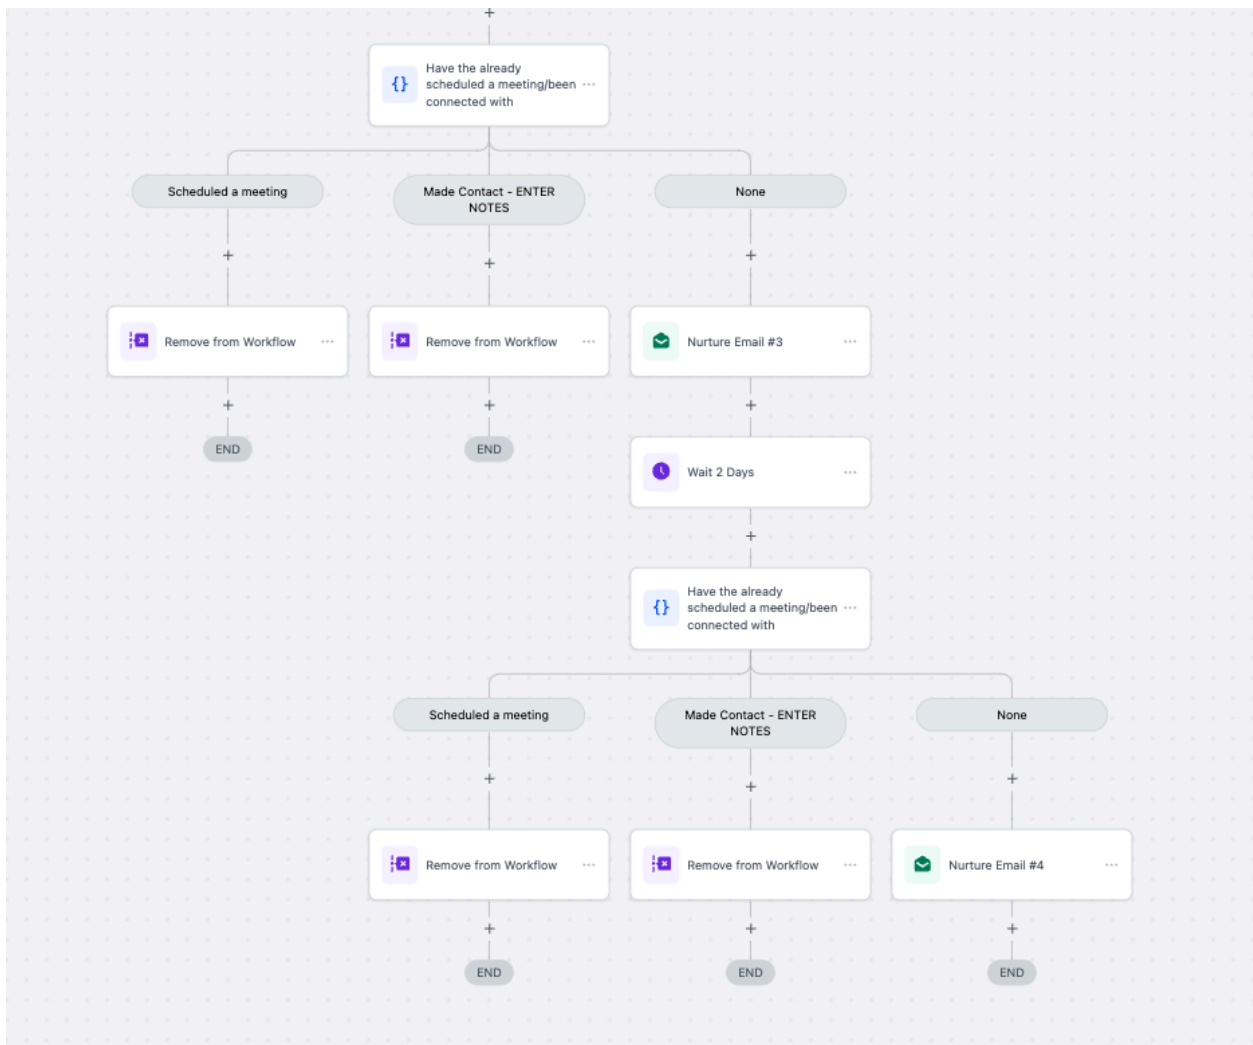 Have the already
scheduled a meeting/been
connected with
Scheduled a meeting
Made Contact - ENTER
NOTES
None
Remove from Workflow
Remove from Workflow
Nurture Email #3
END
END
Wait 2 Days
Have the already
scheduled a meeting/been
connected with
Scheduled a meeting
Made Contact - ENTER
NOTES
None
Remove from Workflow
Remove from Workflow
Nurture Email #4
END
END
END